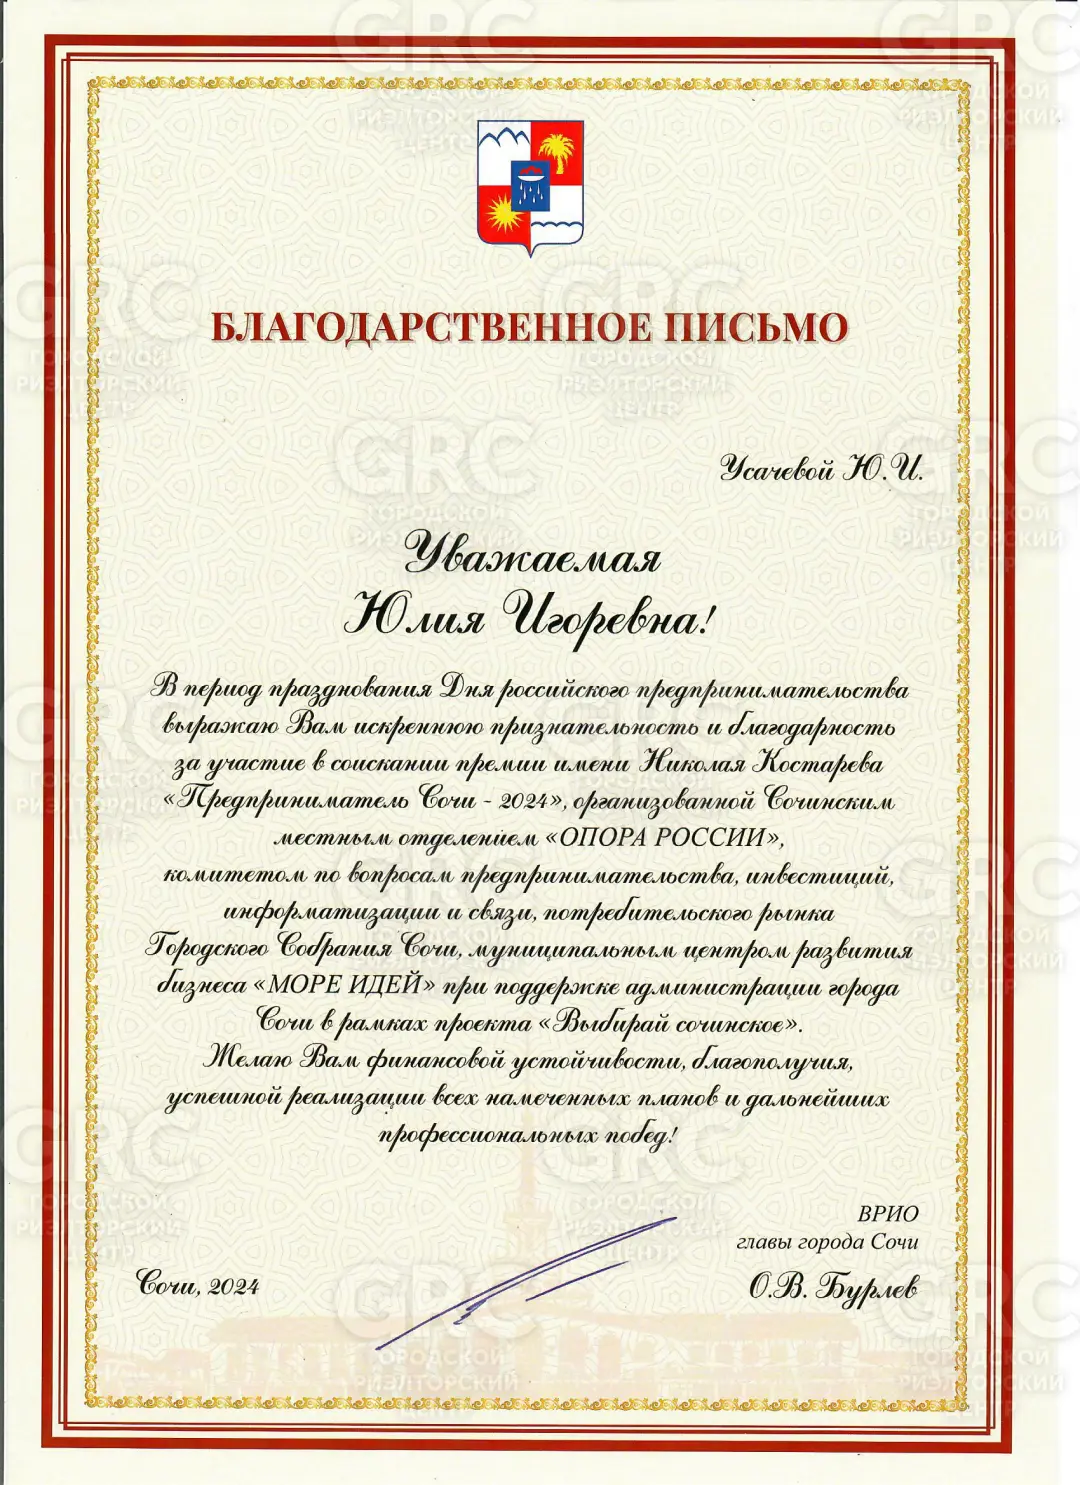 БЛАГОДАРСТВЕННОЕ ПИСЬМО
Усачевой Ю.И.
Уважаемая
Юлия Игоревна!
В период празднования Дня российского предпринимательства
выражаю Вам искреннюю признательность и благодарность
за участие в соискании премии имени Николая Костарева
«Предприниматель Сочи - 2024», организованной Сочинским
местным отделением «ОПОРА РОССИИ»,
комитетом по вопросам предпринимательства, инвестиций,
информатизации и связи, потребительского рынка
Городского Собрания Сочи, муниципальным центром развития
бизнеса «МОРЕ ИДЕЙ» при поддержке администрации города
Сочи в рамках проекта «Выбирай сочинское».
Желаю Вам финансовой устойчивости, благополучия,
успешной реализации всех намеченных планов и дальнейших
профессиональных побед!
ВРИО
главы города Сочи
Сочи, 2024
О.В. Бурлев
GRC
ГОРОДСКОЙ
РИЭЛТОРСКИЙ
ЦЕНТР